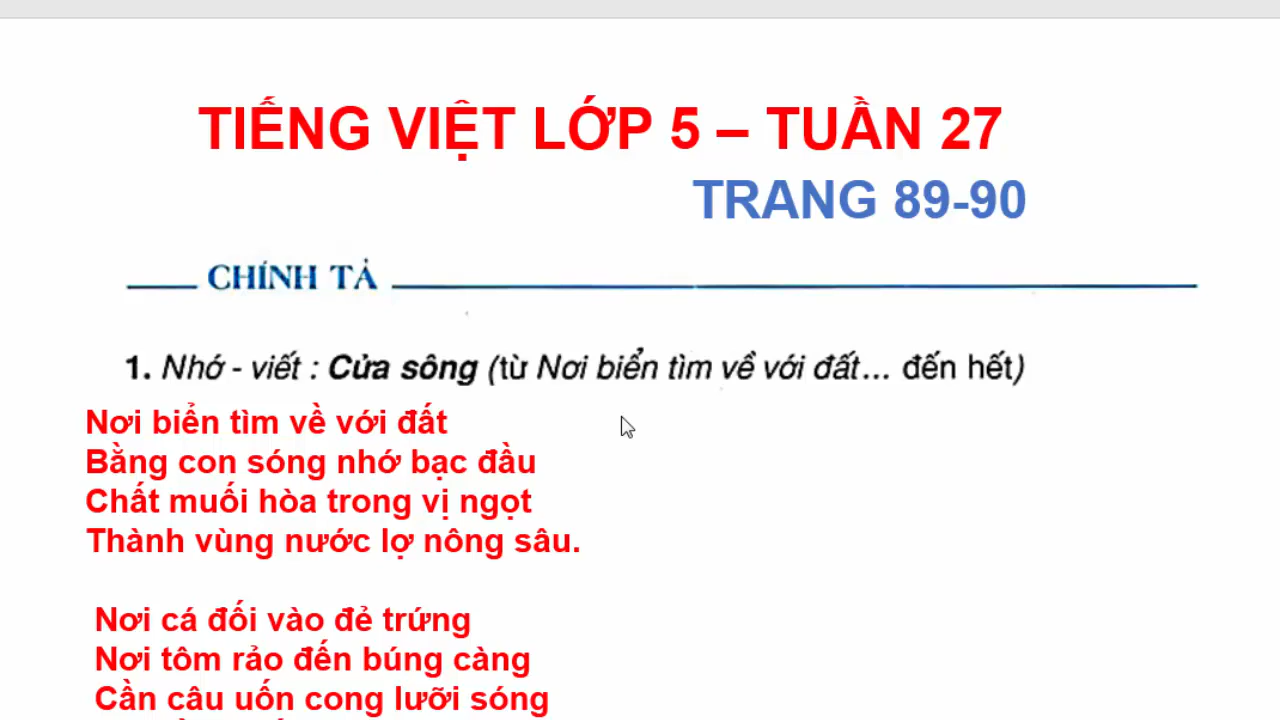 TIẾNG VIỆT LỚP 5 – TUẦN 27
TRANG 89-90
CHÍNH TẢ
1. Nhớ - viết : Cửa sông (từ Nơi biển tìm về với đất... đến hết)
Nơi biển tìm về với đất
Bằng con sóng nhớ bạc đầu
Chất muối hòa trong vị ngọt
Thành vùng nước lợ nông sâu.
Nơi cá đối vào đẻ trứng
Nơi tôm rảo đến búng càng
Cần câu uốn cong lưỡi sóng